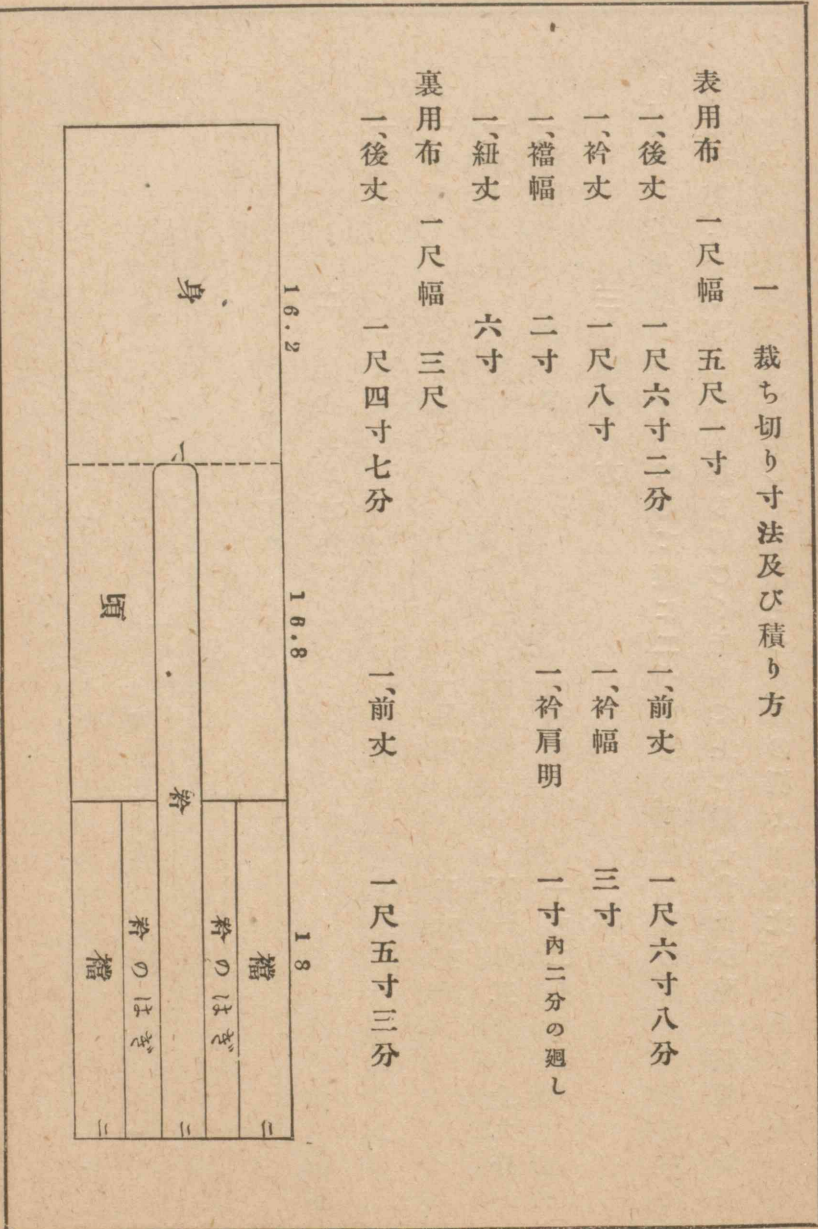 一　裁ち切り寸法及び積り方
表用布　一尺幅　五尺一寸
一、後丈　一尺六寸二分　一、前丈　一尺六寸八分
一、衿丈　一尺八寸　一、衿幅　三寸
一、襠幅　二寸　一、衿肩明　一寸內二分の廻し
一、紐丈　六寸
裏用布　一尺幅　三尺
一、後丈　一尺四寸七分　一、前丈　一尺五寸三分
16.2
16.8
18
身
頃
一
衿
襠
衿のはぎ
衿のはぎ
襠
二
二
二